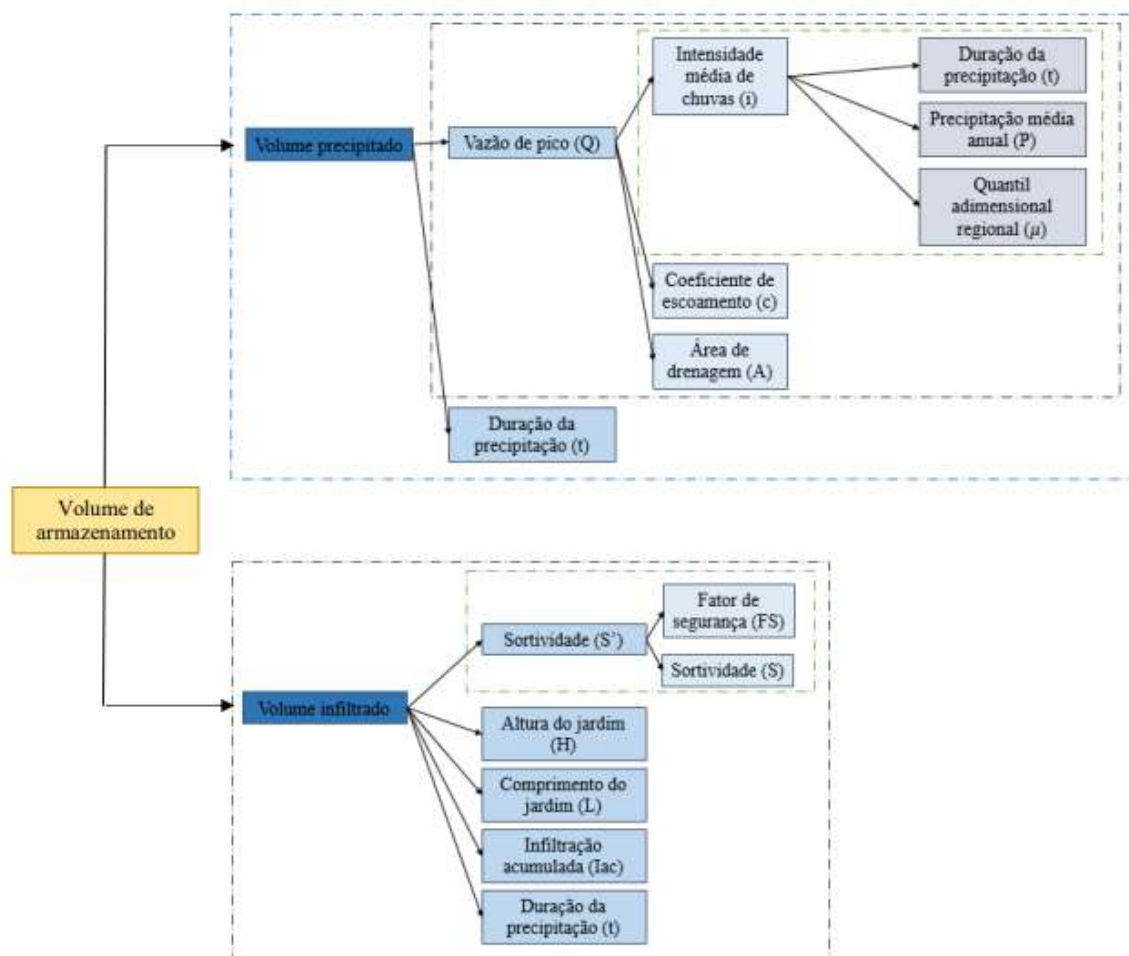 Intensidade
média de
chuvas (i)
Duração da
precipitação (t)
Precipitação média
anual (P)
Quantil
adimensional
regional (µ)
Volume precipitado
Vazão de pico (Q)
Coeficiente de
escoamento (c)
Área de
drenagem (A)
Duração da
precipitação (t)
Volume de
armazenamento
Fator de
segurança (FS)
Sortividade (S’)
Sortividade (S)
Volume infiltrado
Altura do jardim
(H)
Comprimento do
jardim (L)
Infiltração
acumulada (Iac)
Duração da
precipitação (t)